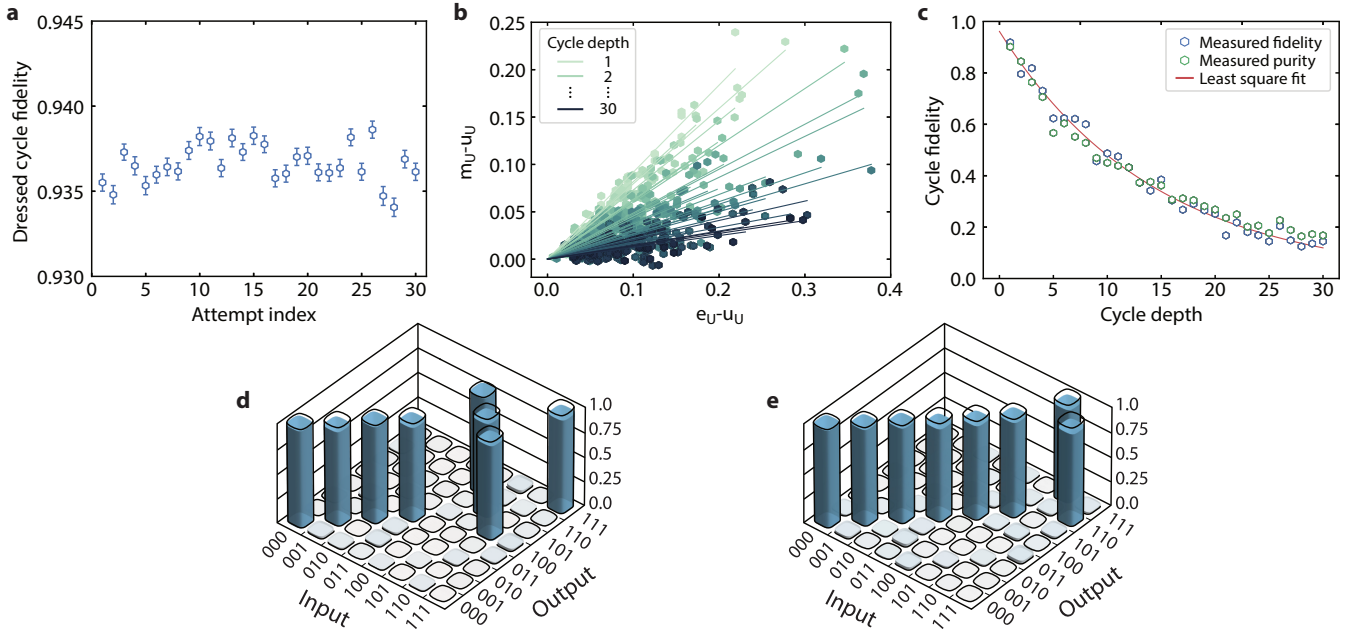 a
0.945
0.940
0.935
0.930
Dressed cycle fidelity
0 5 10 15 20 25 30
Attempt index
b
0.25
0.20
0.15
0.10
0.05
0.00
m_U-u_U
Cycle depth
1
2
⋮ ⋮
30
0.0 0.1 0.2 0.3 0.4
e_U-u_U
c
1.0
0.8
0.6
0.4
0.2
0.0
Cycle fidelity
Measured fidelity
Measured purity
Least square fit
0 5 10 15 20 25 30
Cycle depth
d
1.0
0.75
0.5
0.25
0.0
000
001
010
011
100
101
110
111
Input
111
110
101
100
011
010
001
000
Output
e
1.0
0.75
0.5
0.25
0.0
000
001
010
011
100
101
110
111
Input
111
110
101
100
011
010
001
000
Output